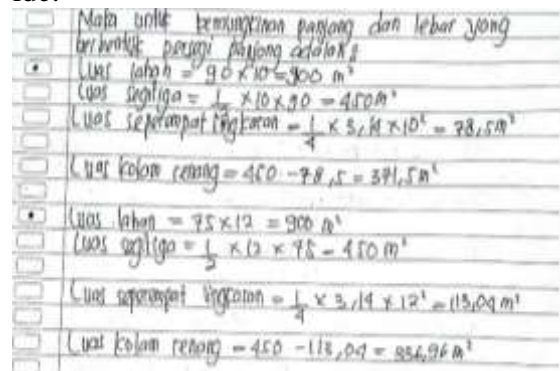 Maka untuk kemungkinan panjang dan lebar yang
berbentuk persegi panjang adalah:
• Luas lahan = 90 x 10 = 900 m²
Luas segitiga = 1/2 x 10 x 90 = 450 m²
Luas seperempat lingkaran = 1/4 x 3,14 x 10² = 78,5 m²
Luas kolam renang = 450 - 78,5 = 371,5 m²
• Luas lahan = 75 x 12 = 900 m²
Luas segitiga = 1/2 x 12 x 75 = 450 m²
Luas seperempat lingkaran = 1/4 x 3,14 x 12² = 113,04 m²
Luas kolam renang = 450 - 113,04 = 336,96 m²